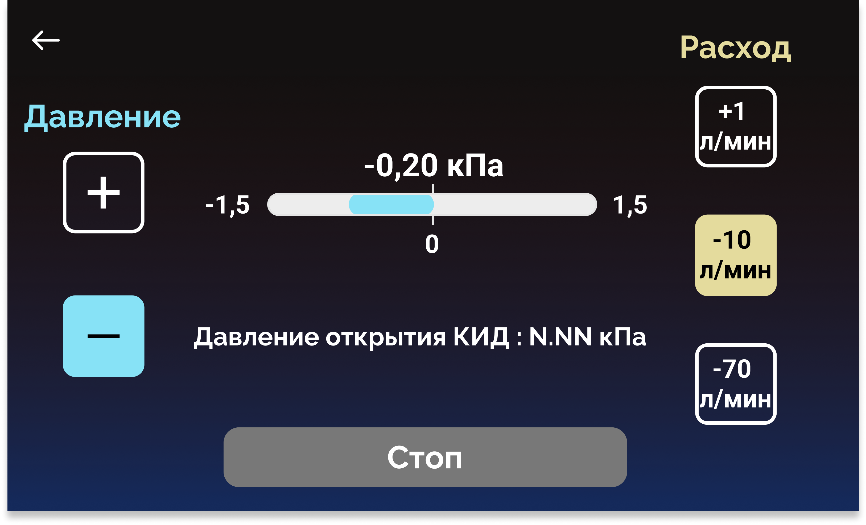 Расход
Давление
+1
л/мин
-0,20 кПа
-1,5
1,5
0
-10
л/мин
Давление открытия КИД : N.NN кПа
-70
л/мин
Стоп